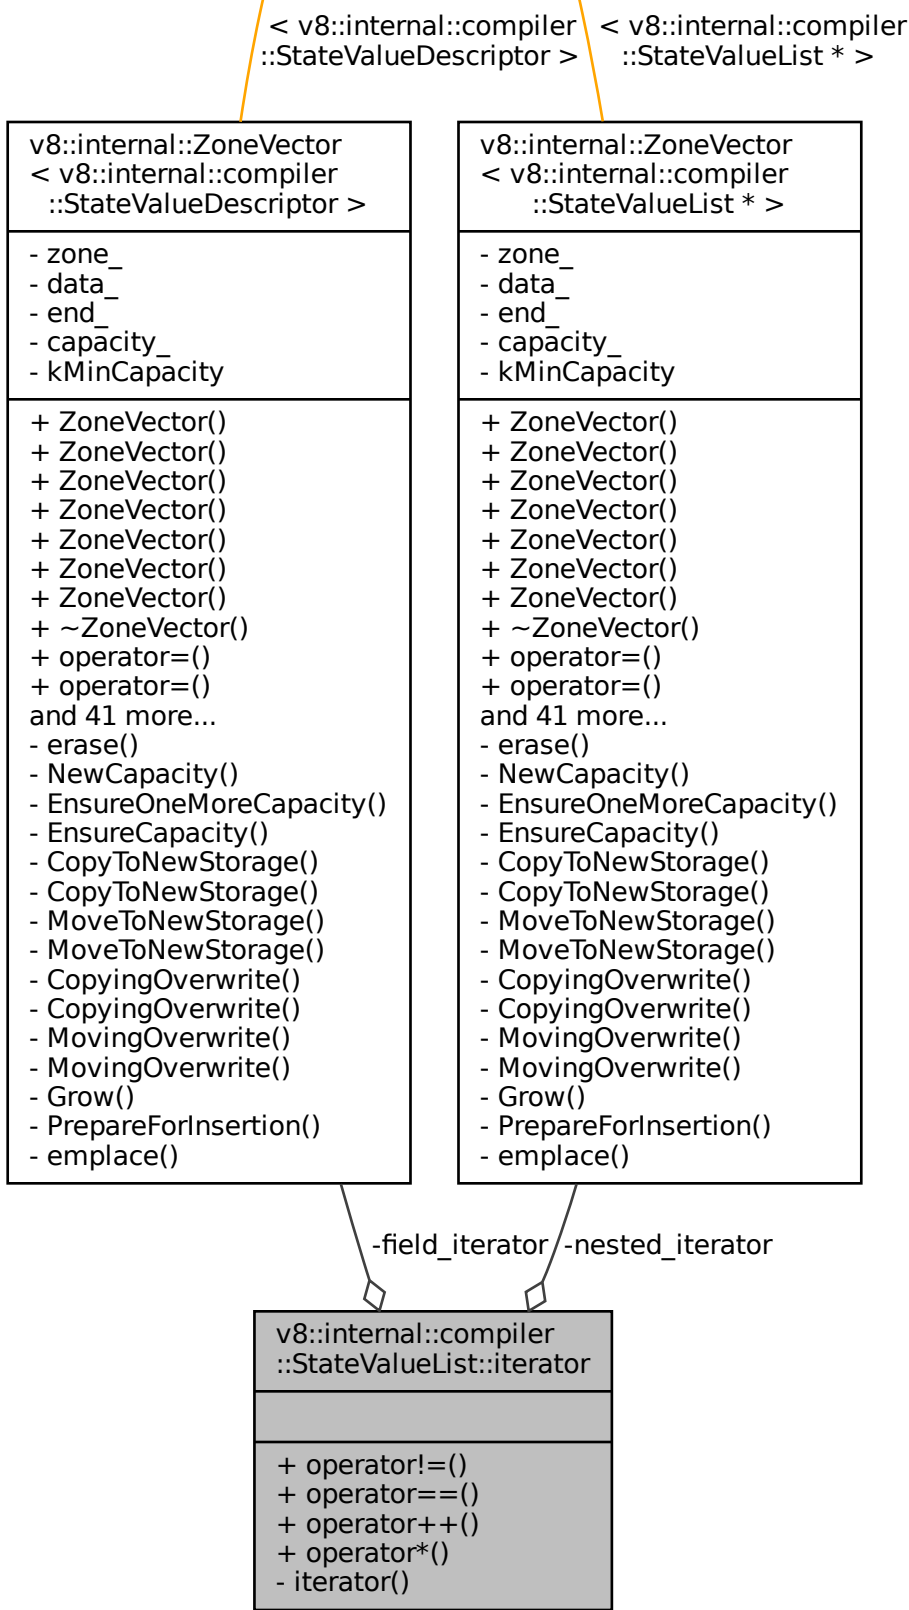 < v8::internal::compiler
::StateValueDescriptor >
< v8::internal::compiler
::StateValueList * >
v8::internal::ZoneVector
< v8::internal::compiler
::StateValueDescriptor >
- zone_
- data_
- end_
- capacity_
- kMinCapacity
+ ZoneVector()
+ ZoneVector()
+ ZoneVector()
+ ZoneVector()
+ ZoneVector()
+ ZoneVector()
+ ZoneVector()
+ ~ZoneVector()
+ operator=()
+ operator=()
and 41 more...
- erase()
- NewCapacity()
- EnsureOneMoreCapacity()
- EnsureCapacity()
- CopyToNewStorage()
- CopyToNewStorage()
- MoveToNewStorage()
- MoveToNewStorage()
- CopyingOverwrite()
- CopyingOverwrite()
- MovingOverwrite()
- MovingOverwrite()
- Grow()
- PrepareForInsertion()
- emplace()
v8::internal::ZoneVector
< v8::internal::compiler
::StateValueList * >
- zone_
- data_
- end_
- capacity_
- kMinCapacity
+ ZoneVector()
+ ZoneVector()
+ ZoneVector()
+ ZoneVector()
+ ZoneVector()
+ ZoneVector()
+ ZoneVector()
+ ~ZoneVector()
+ operator=()
+ operator=()
and 41 more...
- erase()
- NewCapacity()
- EnsureOneMoreCapacity()
- EnsureCapacity()
- CopyToNewStorage()
- CopyToNewStorage()
- MoveToNewStorage()
- MoveToNewStorage()
- CopyingOverwrite()
- CopyingOverwrite()
- MovingOverwrite()
- MovingOverwrite()
- Grow()
- PrepareForInsertion()
- emplace()
-field_iterator
-nested_iterator
v8::internal::compiler
::StateValueList::iterator
+ operator!=()
+ operator==()
+ operator++()
+ operator*()
- iterator()